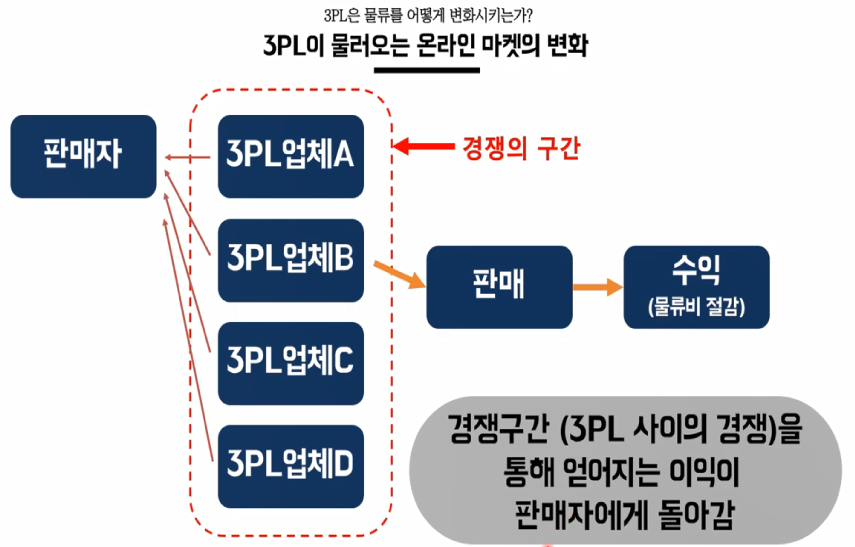 3PL은 물류를 어떻게 변화시키는가?
3PL이 물러오는 온라인 마켓의 변화
판매자
3PL업체A
경쟁의 구간
3PL업체B
판매
수익
(물류비 절감)
3PL업체C
3PL업체D
경쟁구간 (3PL 사이의 경쟁)을
통해 얻어지는 이익이
판매자에게 돌아감